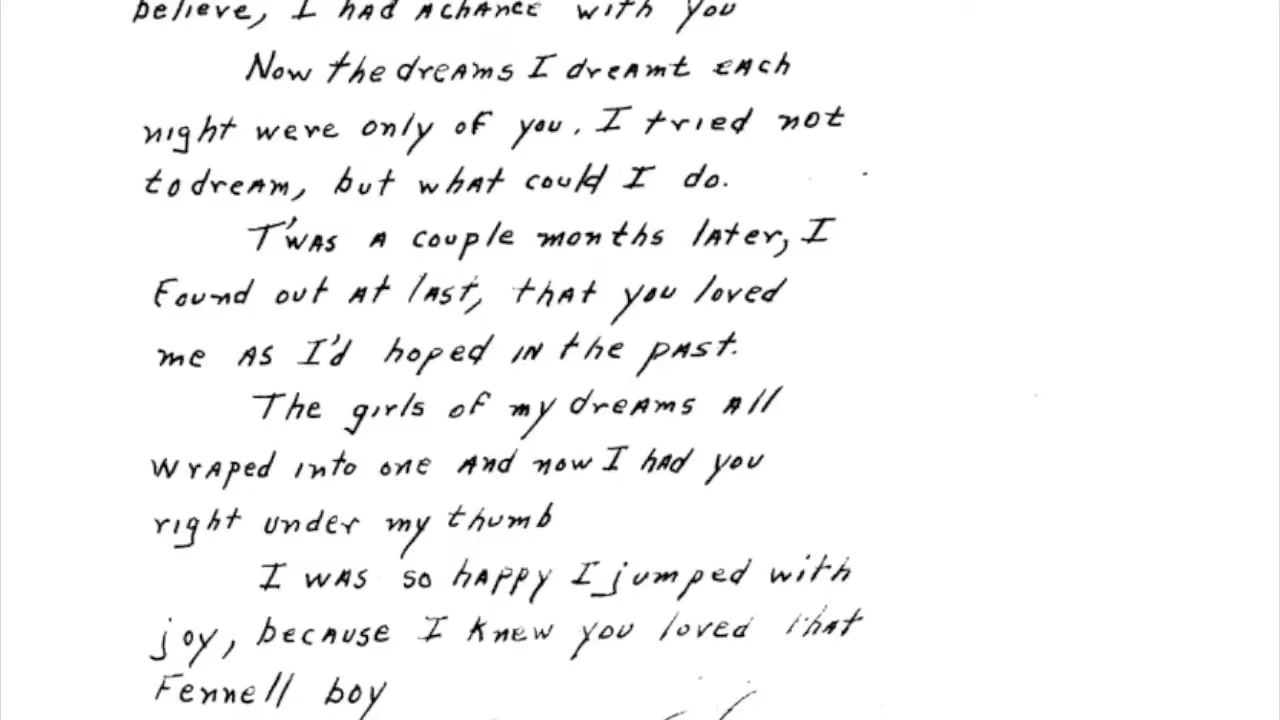 believe, I had a chance with you
Now the dreams I dreamt each
night were only of you. I tried not
to dream, but what could I do.
T'was a couple months later, I
Found out at last, that you loved
me as I'd hoped in the past.
The girls of my dreams all
wraped into one and now I had you
right under my thumb
I was so happy I jumped with
joy, because I knew you loved that
Fennell boy